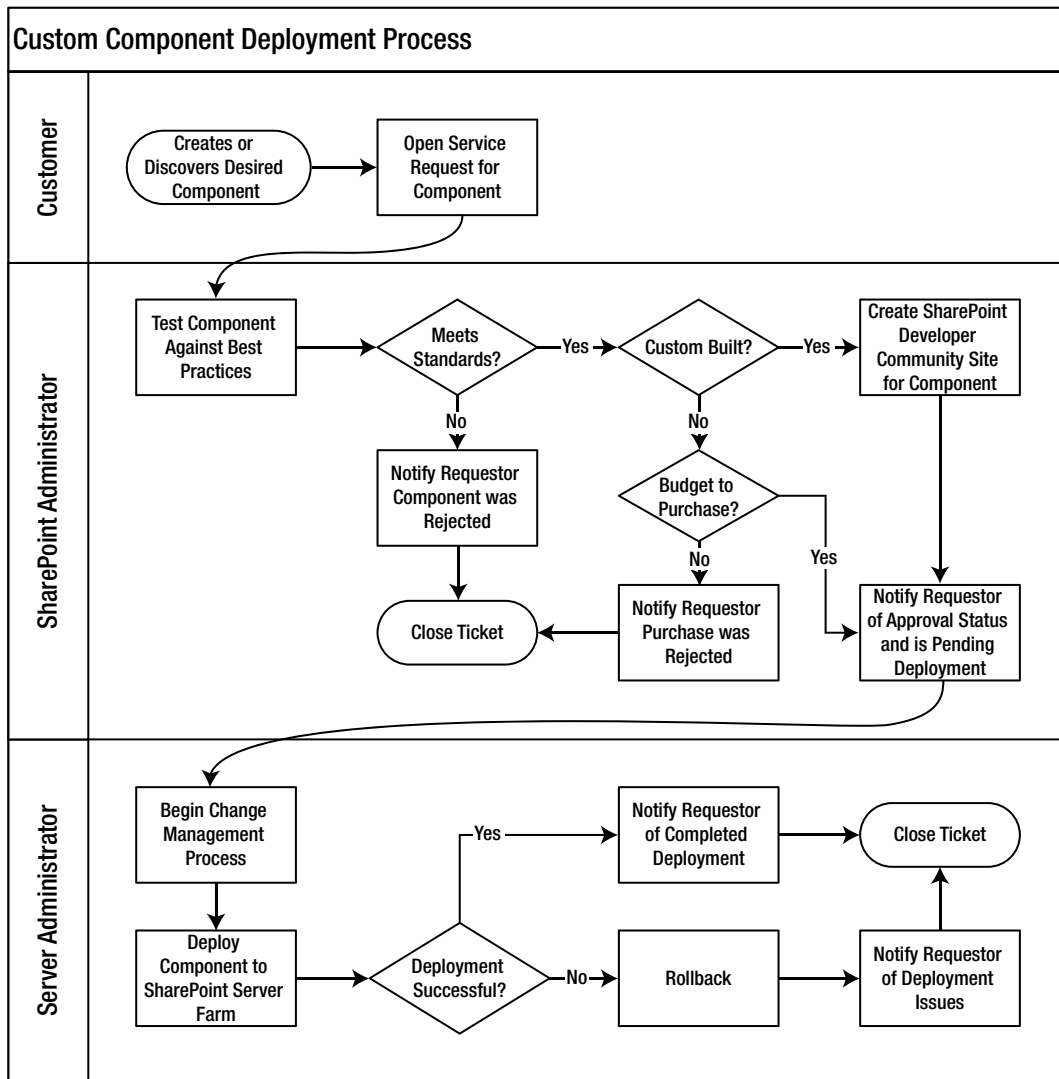 Custom Component Deployment Process
Customer
Creates or
Discovers Desired
Component
Open Service
Request for
Component
SharePoint Administrator
Test Component
Against Best
Practices
Meets
Standards?
Yes
Custom Built?
Yes
Create SharePoint
Developer
Community Site
for Component
No
No
Notify Requestor
Component was
Rejected
Budget to
Purchase?
No
Yes
Close Ticket
Notify Requestor
Purchase was
Rejected
Notify Requestor
of Approval Status
and is Pending
Deployment
Server Administrator
Begin Change
Management
Process
Yes
Notify Requestor
of Completed
Deployment
Close Ticket
Deploy
Component to
SharePoint Server
Farm
Deployment
Successful?
No
Rollback
Notify Requestor
of Deployment
Issues